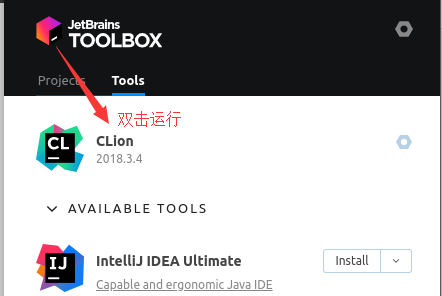 JetBrains
TOOLBOX
Projects
Tools
双击运行
CL
CLion
2018.3.4
AVAILABLE TOOLS
IJ
IntelliJ IDEA Ultimate
Install
Capable and ergonomic Java IDE